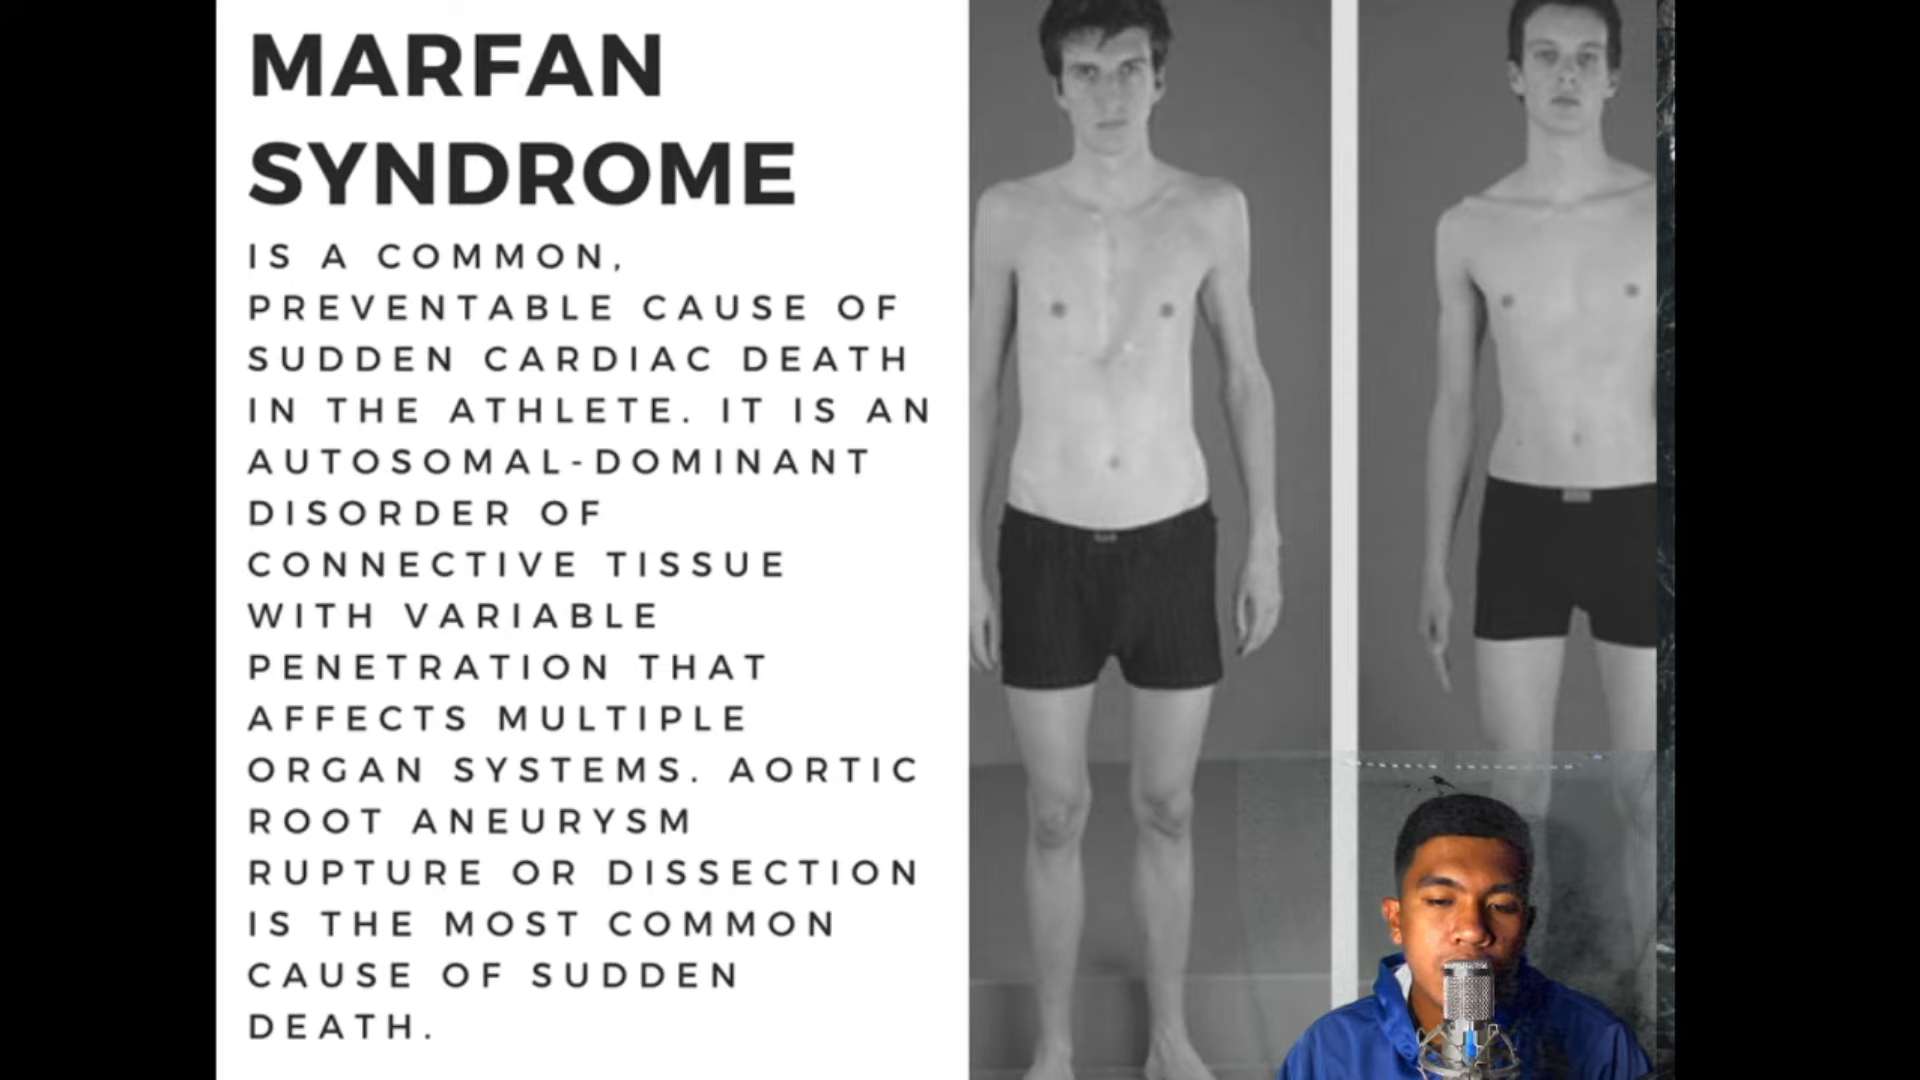 MARFAN
SYNDROME
IS A COMMON,
PREVENTABLE CAUSE OF
SUDDEN CARDIAC DEATH
IN THE ATHLETE. IT IS AN
AUTOSOMAL-DOMINANT
DISORDER OF
CONNECTIVE TISSUE
WITH VARIABLE
PENETRATION THAT
AFFECTS MULTIPLE
ORGAN SYSTEMS. AORTIC
ROOT ANEURYSM
RUPTURE OR DISSECTION
IS THE MOST COMMON
CAUSE OF SUDDEN
DEATH.